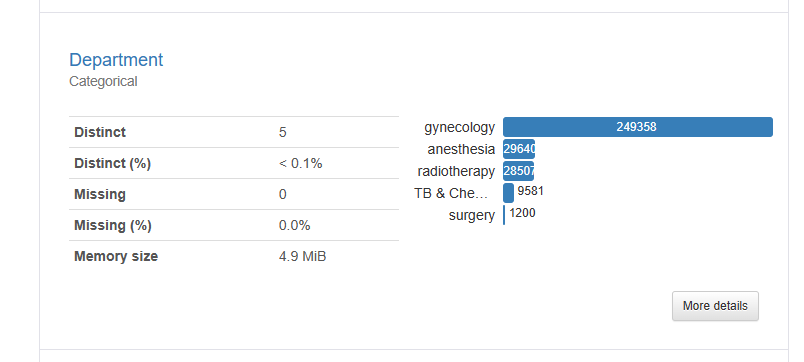 Department
Categorical
Distinct 5
Distinct (%) < 0.1%
Missing 0
Missing (%) 0.0%
Memory size 4.9 MiB
gynecology 249358
anesthesia 29640
radiotherapy 28507
TB & Che... 9581
surgery 1200
More details